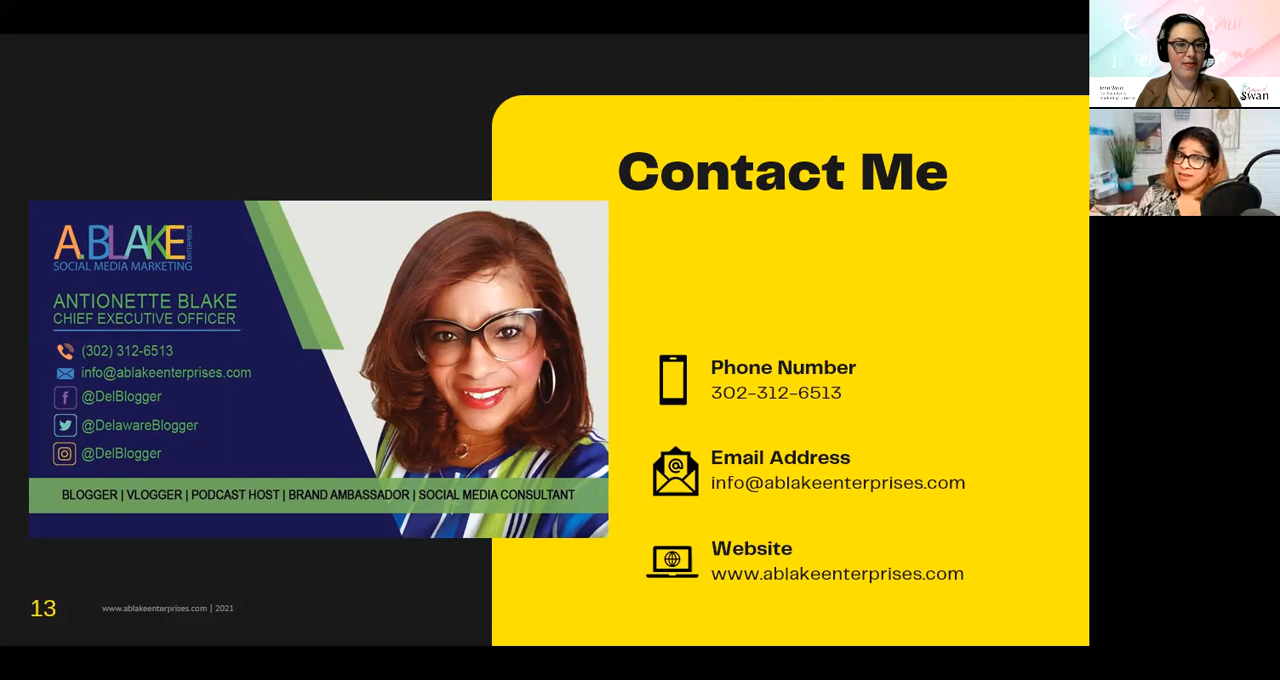 Contact Me
A.BLAKE
ENTERPRISES
SOCIAL MEDIA MARKETING
ANTIONETTE BLAKE
CHIEF EXECUTIVE OFFICER
(302) 312-6513
info@ablakeenterprises.com
@DelBlogger
@DelawareBlogger
@DelBlogger
BLOGGER | VLOGGER | PODCAST HOST | BRAND AMBASSADOR | SOCIAL MEDIA CONSULTANT
Phone Number
302-312-6513
Email Address
info@ablakeenterprises.com
Website
www.ablakeenterprises.com
13
www.ablakeenterprises.com | 2021
swan